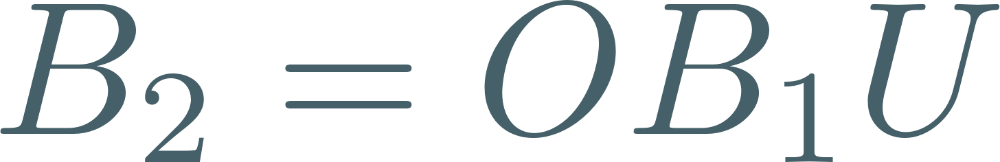 B₂ = OB₁U